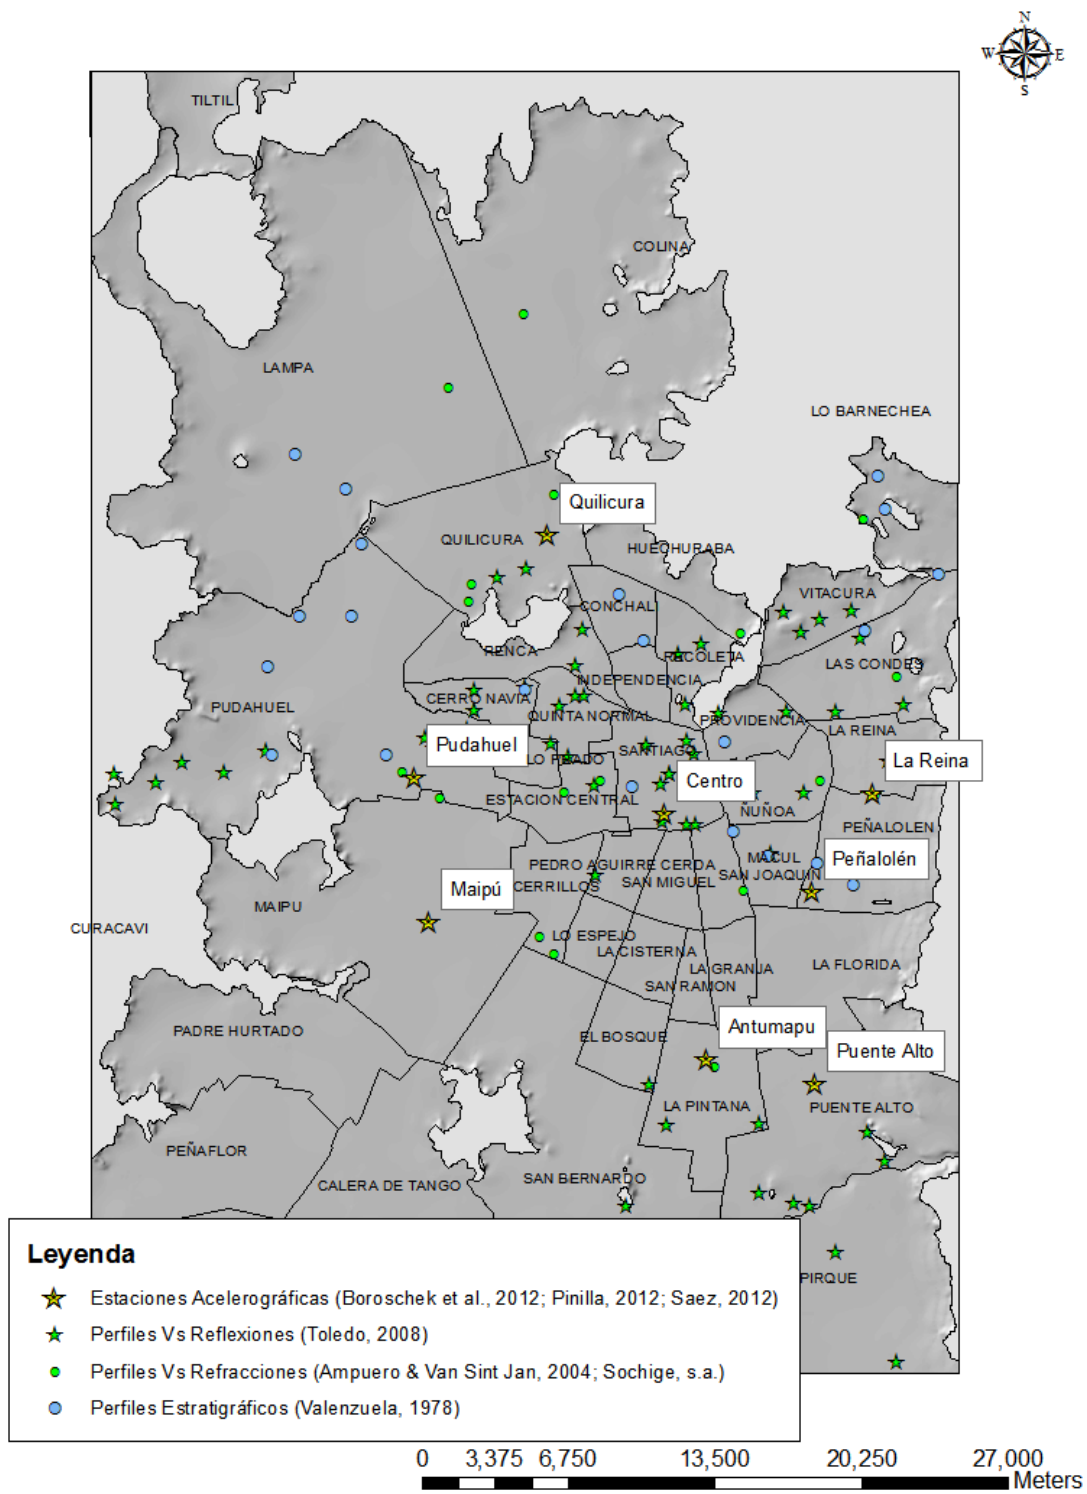 N
W E
S
TILTIL
COLINA
LAMPA
LO BARNECHEA
Quilicura
QUILICURA
HUECHURABA
VITACURA
CONCHAL
RENCA
RECOLETA
LAS CONDES
INDEPENDENCIA
CERRO NAVIA
PUDAHUEL
QUINTA NORMAL
PROVIDENCIA
LA REINA
Pudahuel
SANTIAGO
LO PRADO
La Reina
Centro
ESTACION CENTRAL
ÑUÑOA
PEÑALOLEN
Peñalolén
MACUL
PEDRO AGUIRRE CERDA
SAN JOAQUIN
Maipú
CERRILLOS
SAN MIGUEL
MAIPU
CURACAVI
LO ESPEJO
LA CISTERNA
LA GRANJA
LA FLORIDA
SAN RAMON
PADRE HURTADO
Antumapu
EL BOSQUE
Puente Alto
LA PINTANA
PUENTE ALTO
PEÑAFLOR
CALERA DE TANGO
SAN BERNARDO
PIRQUE
Leyenda
Estaciones Acelerográficas (Boroschek et al., 2012; Pinilla, 2012; Saez, 2012)
Perfiles Vs Reflexiones (Toledo, 2008)
Perfiles Vs Refracciones (Ampuero & Van Sint Jan, 2004; Sochige, s.a.)
Perfiles Estratigráficos (Valenzuela, 1978)
0 3,375 6,750 13,500 20,250 27,000
Meters